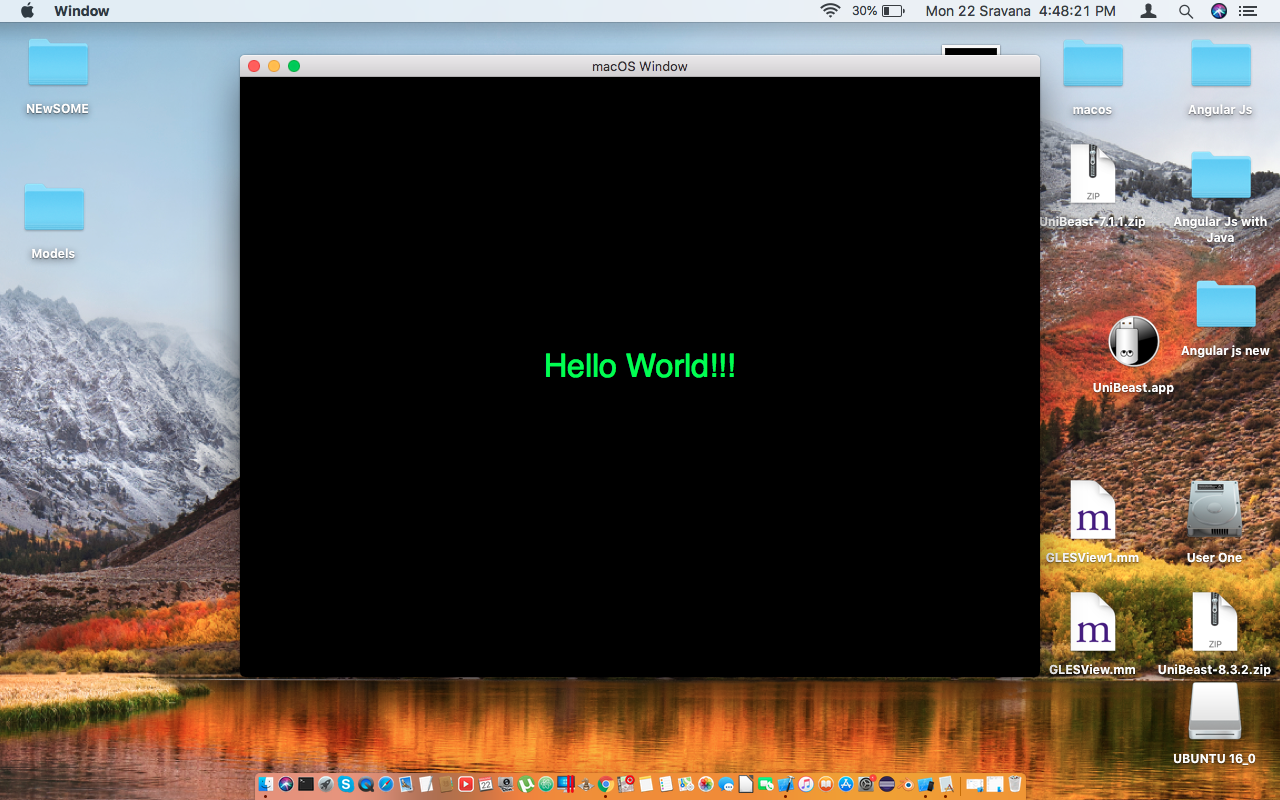 Window
30%
Mon 22 Sravana 4:48:21 PM
macOS Window
NEwSOME
Models
Hello World!!!
macos
Angular Js
ZIP
UniBeast-7.1.1.zip
Angular Js with
Java
Angular js new
UniBeast.app
m
GLESView1.mm
User One
m
GLESView.mm
ZIP
UniBeast-8.3.2.zip
UBUNTU 16_0
22